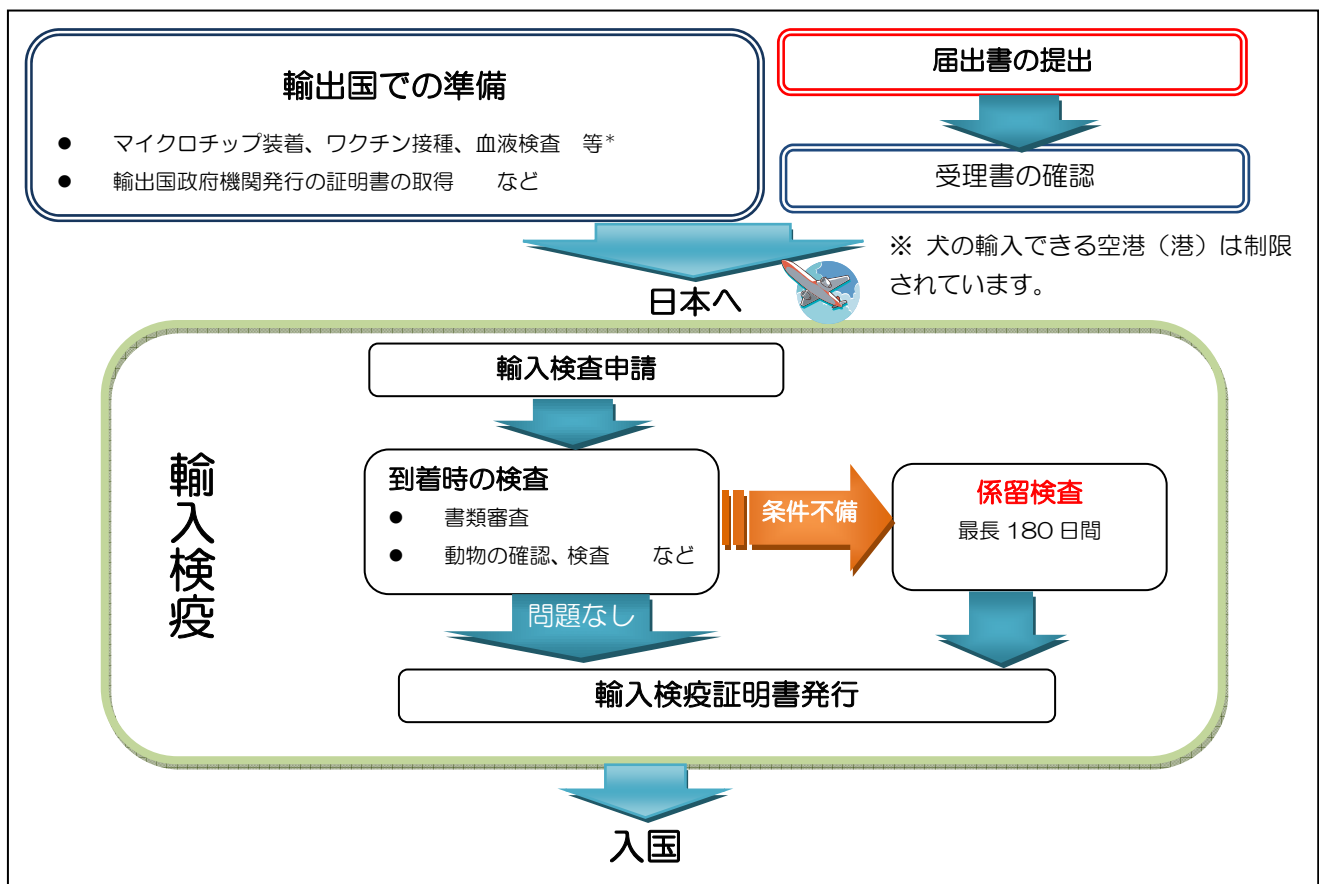 輸出国での準備
● マイクロチップ装着、ワクチン接種、血液検査 等*
● 輸出国政府機関発行の証明書の取得 など
届出書の提出
受理書の確認
※ 犬の輸入できる空港（港）は制限
されています。
日本へ
輸入検疫
輸入検査申請
到着時の検査
● 書類審査
● 動物の確認、検査 など
条件不備
係留検査
最長 180 日間
問題なし
輸入検疫証明書発行
入国